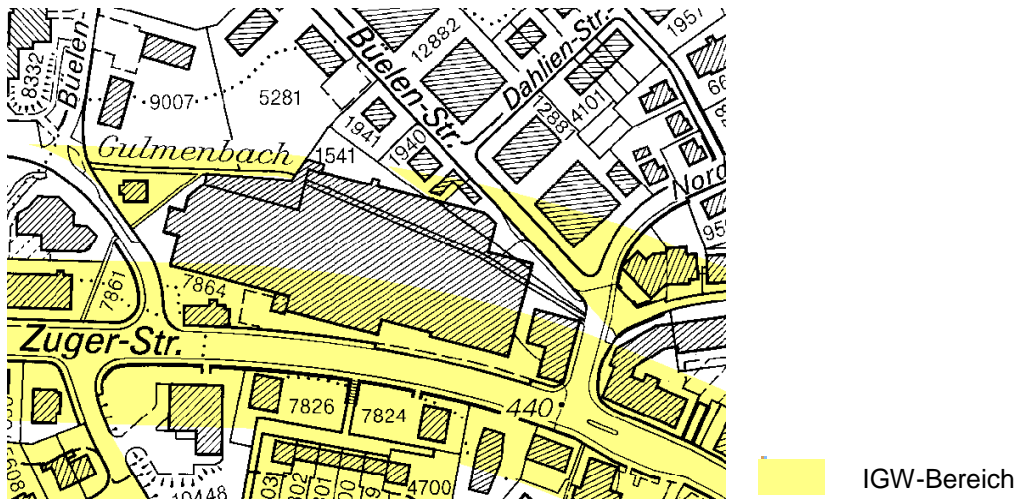 8332
Büelen-
9007
5281
Büelen-Str.
12882
Dahlien-Str.
1957
4101
1288
1941
1940
Gulmenbach
1541
Nord
7861
7864
Zuger-Str.
7826
7824
440
10448
4700
IGW-Bereich